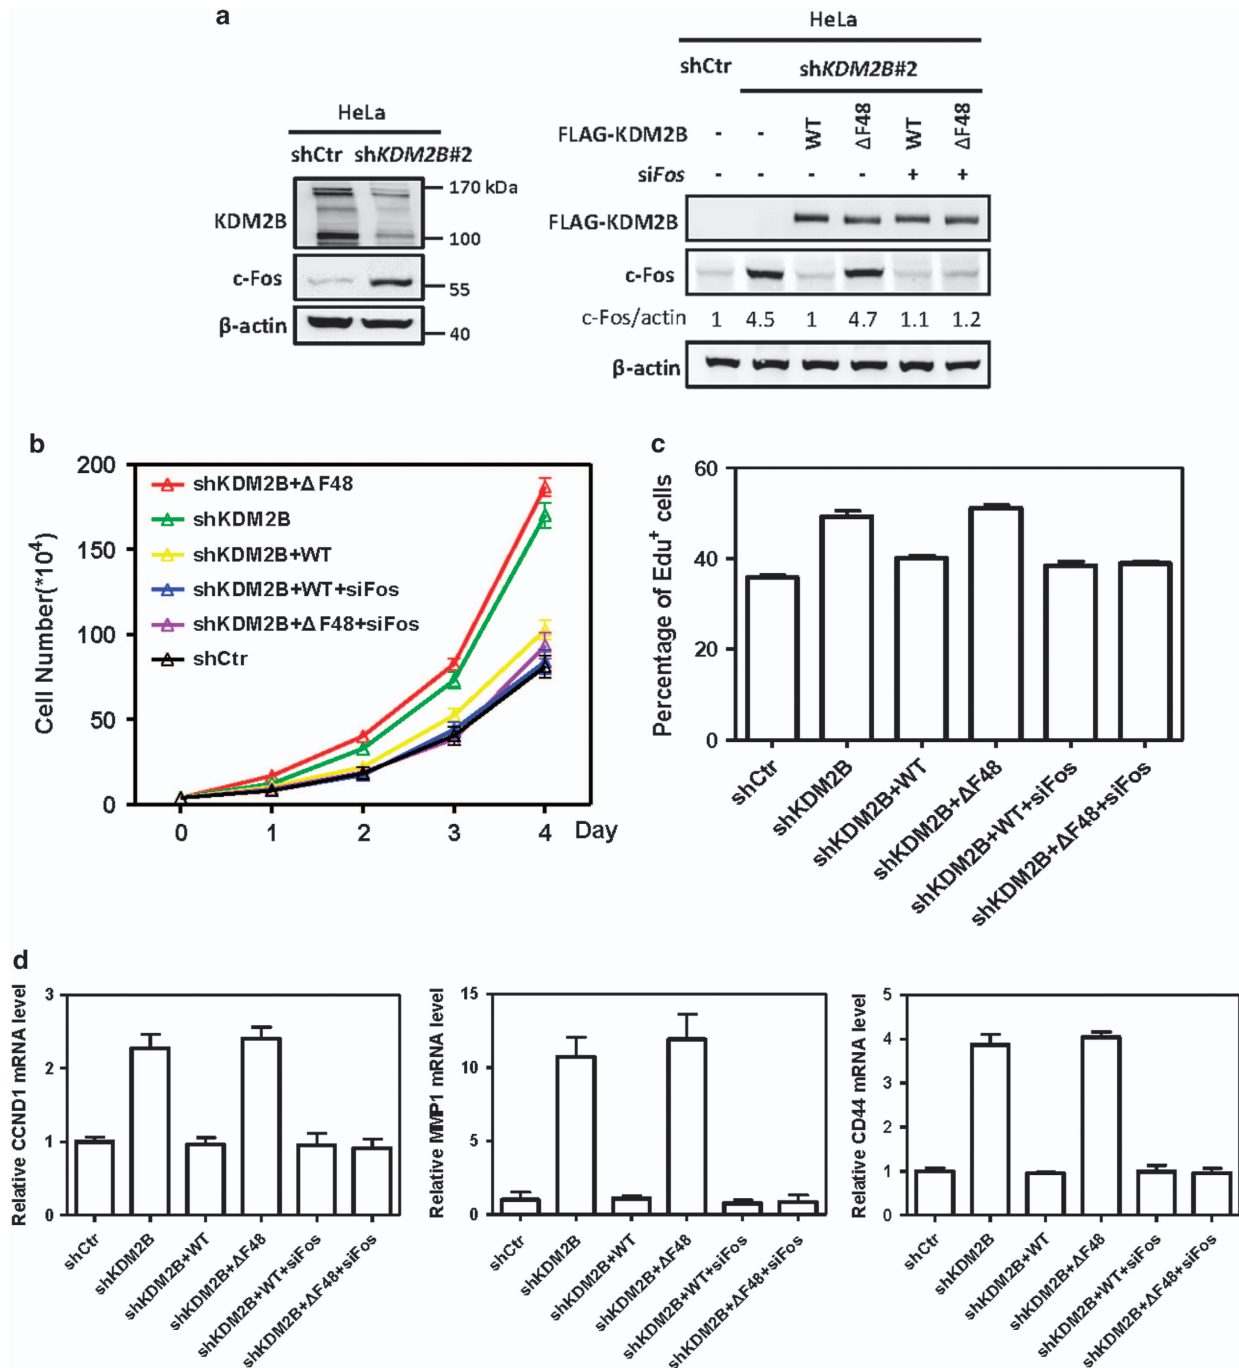 a
HeLa
shCtr shKDM2B#2
KDM2B
170 kDa
100
c-Fos
55
β-actin
40
HeLa
shCtr shKDM2B#2
FLAG-KDM2B - - WT ΔF48 WT ΔF48
siFos - - - - + +
FLAG-KDM2B
c-Fos
c-Fos/actin 1 4.5 1 4.7 1.1 1.2
β-actin
b
Cell Number(*10⁴)
200
150
100
50
0
shKDM2B+ΔF48
shKDM2B
shKDM2B+WT
shKDM2B+WT+siFos
shKDM2B+ΔF48+siFos
shCtr
0 1 2 3 4 Day
c
Percentage of Edu⁺ cells
60
40
20
0
shCtr
shKDM2B
shKDM2B+WT
shKDM2B+ΔF48
shKDM2B+WT+siFos
shKDM2B+ΔF48+siFos
d
Relative CCND1 mRNA level
3
2
1
0
shCtr
shKDM2B
shKDM2B+WT
shKDM2B+ΔF48
shKDM2B+WT+siFos
shKDM2B+ΔF48+siFos
Relative MMP1 mRNA level
15
10
5
0
shCtr
shKDM2B
shKDM2B+WT
shKDM2B+ΔF48
shKDM2B+WT+siFos
shKDM2B+ΔF48+siFos
Relative CD44 mRNA level
5
4
3
2
1
0
shCtr
shKDM2B
shKDM2B+WT
shKDM2B+ΔF48
shKDM2B+WT+siFos
shKDM2B+ΔF48+siFos